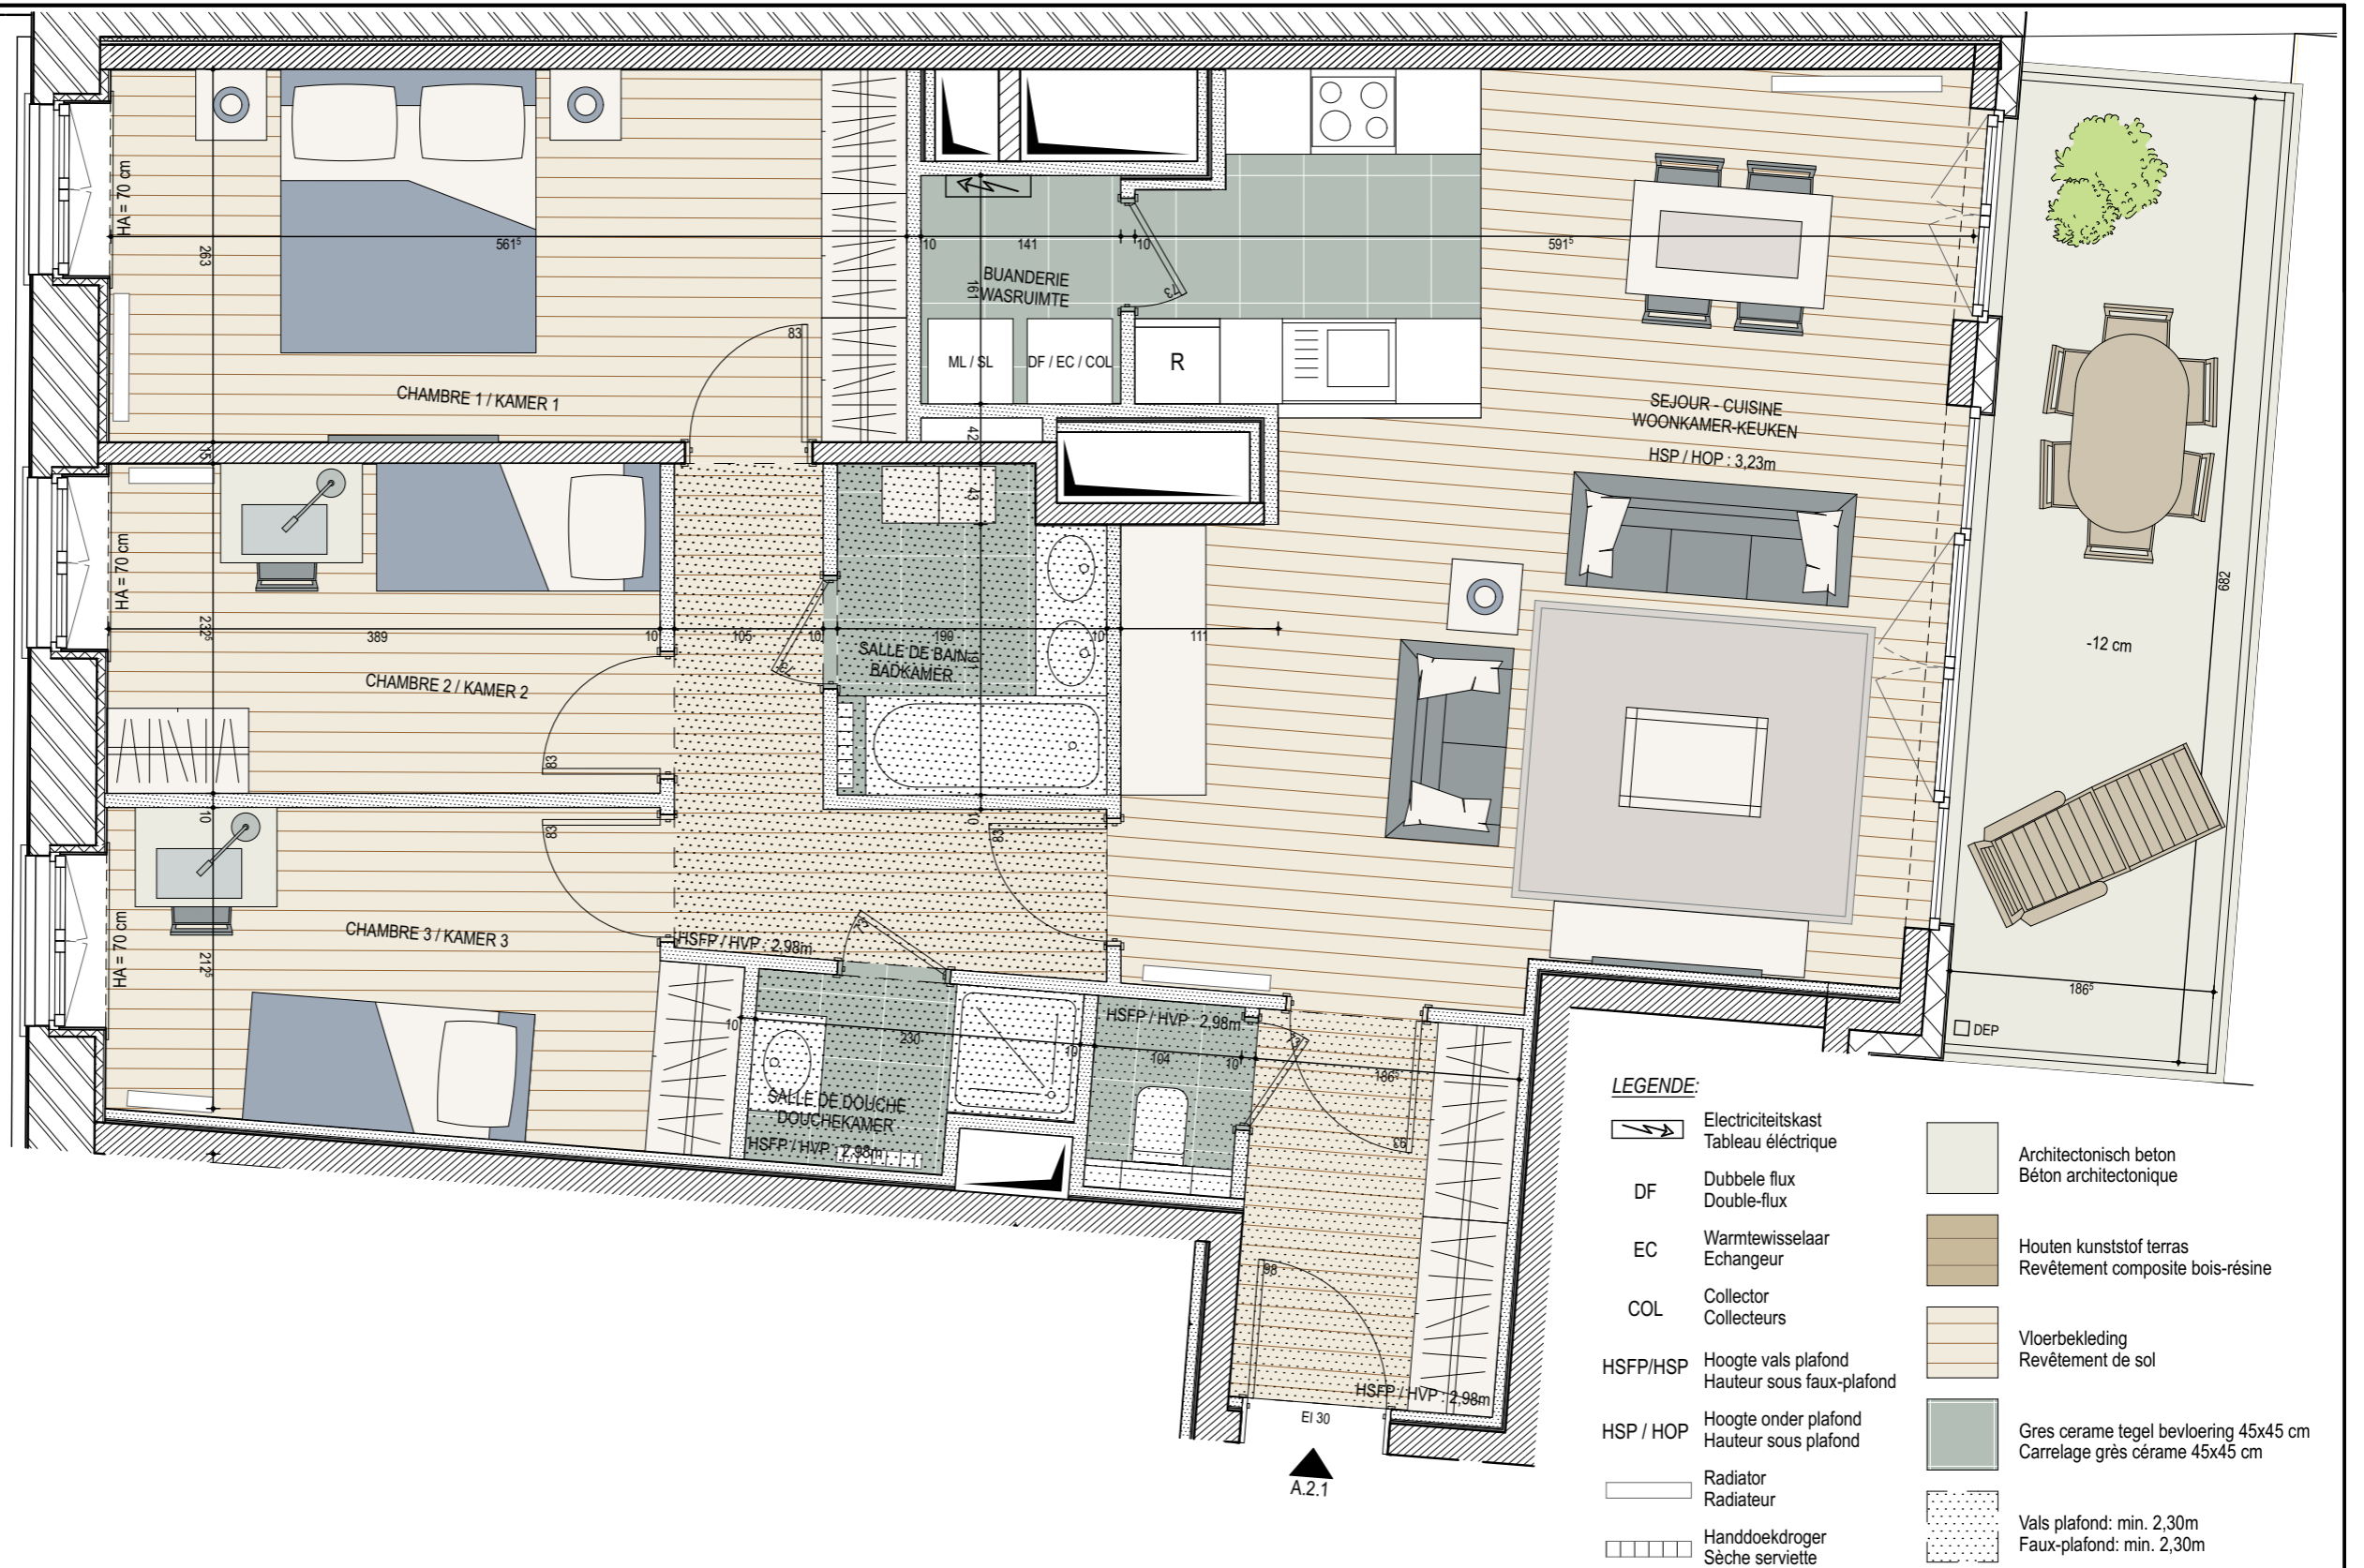 HA = 70 cm
263
561⁵
10
141
10
591⁵
BUANDERIE
WASRUIMTE
161
73
83
ML / SL
DF / EC / COL
R
CHAMBRE 1 / KAMER 1
SEJOUR - CUISINE
WOONKAMER-KEUKEN
HSP / HOP : 3,23m
15
42
43
HA = 70 cm
232⁵
389
10
105
10
190
10
111
SALLE DE BAIN
BADKAMER
191
73
682
-12 cm
CHAMBRE 2 / KAMER 2
83
10
83
10
83
HA = 70 cm
CHAMBRE 3 / KAMER 3
212⁵
HSFP / HVP : 2,98m
73
186⁵
DEP
HSFP / HVP : 2,98m
10
230
10
104
10
73
186⁵
SALLE DE DOUCHE
DOUCHEKAMER
HSFP / HVP : 2,98m
93
98
HSFP / HVP : 2,98m
EI 30
A.2.1
LEGENDE:
Electriciteitskast
Tableau éléctrique
DF
Dubbele flux
Double-flux
EC
Warmtewisselaar
Echangeur
COL
Collector
Collecteurs
HSFP/HSP
Hoogte vals plafond
Hauteur sous faux-plafond
HSP / HOP
Hoogte onder plafond
Hauteur sous plafond
Radiator
Radiateur
Handdoekdroger
Sèche serviette
Architectonisch beton
Béton architectonique
Houten kunststof terras
Revêtement composite bois-résine
Vloerbekleding
Revêtement de sol
Gres cerame tegel bevloering 45x45 cm
Carrelage grès cérame 45x45 cm
Vals plafond: min. 2,30m
Faux-plafond: min. 2,30m